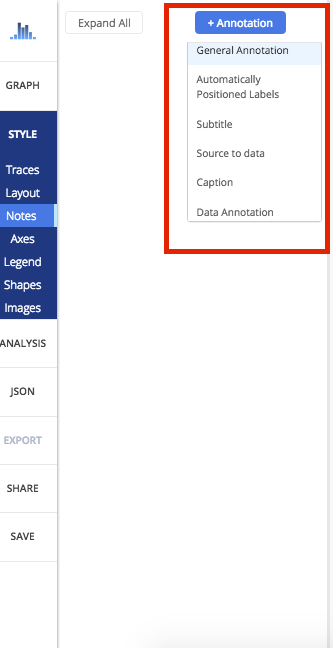 Expand All
+ Annotation
General Annotation
Automatically
Positioned Labels
Subtitle
Source to data
Caption
Data Annotation
GRAPH
STYLE
Traces
Layout
Notes
Axes
Legend
Shapes
Images
ANALYSIS
JSON
EXPORT
SHARE
SAVE